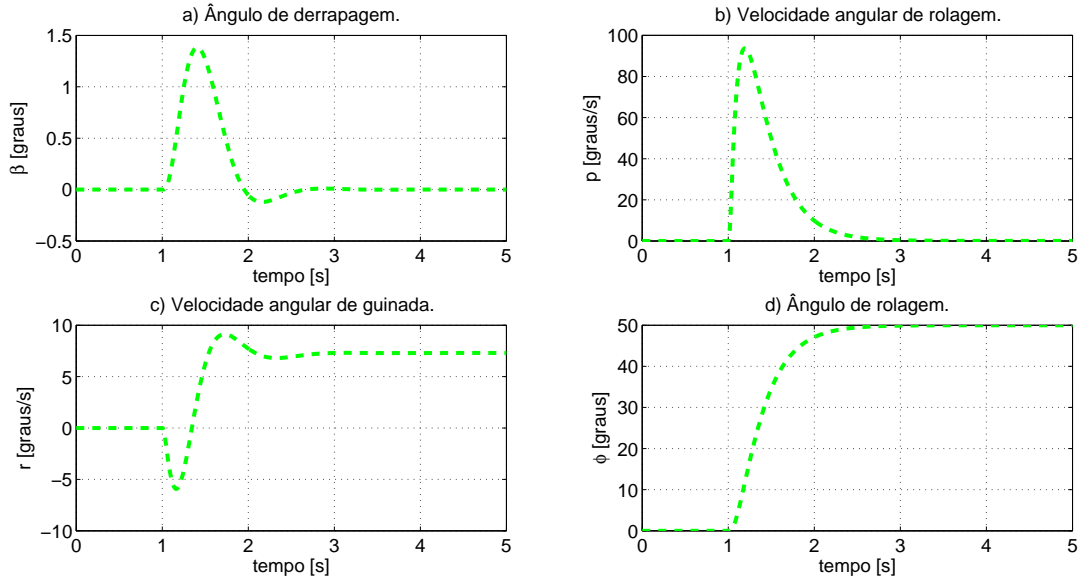 a) Ângulo de derrapagem.
1.5
1
0.5
0
−0.5
β [graus]
0 1 2 3 4 5
tempo [s]
b) Velocidade angular de rolagem.
100
80
60
40
20
0
p [graus/s]
0 1 2 3 4 5
tempo [s]
c) Velocidade angular de guinada.
10
5
0
−5
−10
r [graus/s]
0 1 2 3 4 5
tempo [s]
d) Ângulo de rolagem.
50
40
30
20
10
0
ϕ [graus]
0 1 2 3 4 5
tempo [s]